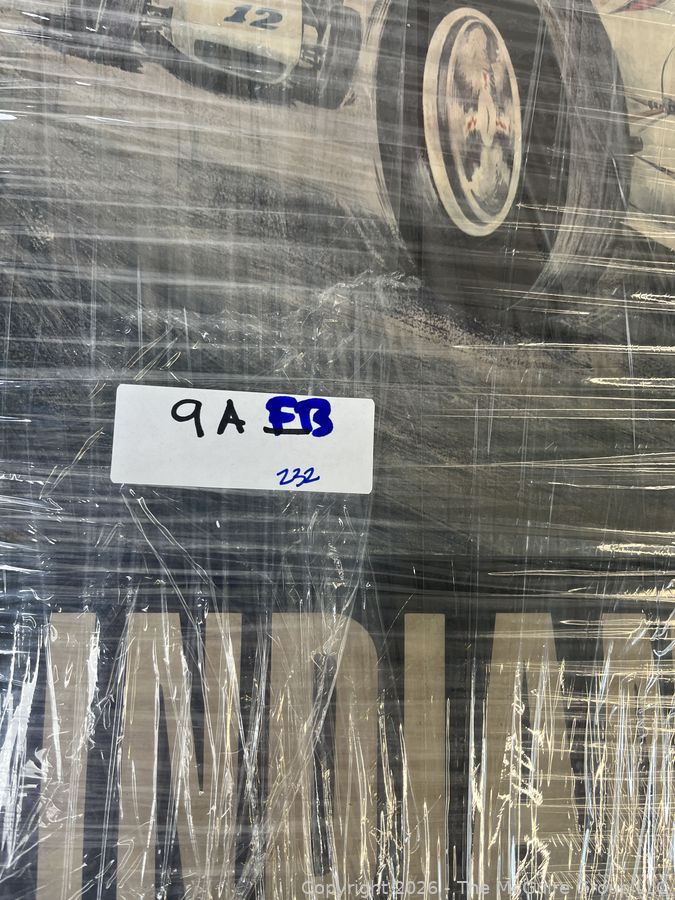 12
9A FB
232
INDIA
Copyright 2026 - The McGuire Group LLC